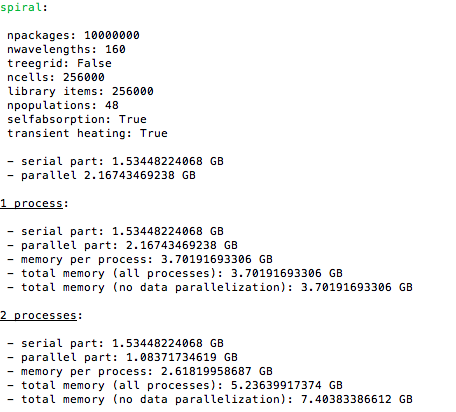 spiral:
npackages: 10000000
nwavelengths: 160
treegrid: False
ncells: 256000
library items: 256000
npopulations: 48
selfabsorption: True
transient heating: True
- serial part: 1.53448224068 GB
- parallel 2.16743469238 GB
1 process:
- serial part: 1.53448224068 GB
- parallel part: 2.16743469238 GB
- memory per process: 3.70191693306 GB
- total memory (all processes): 3.70191693306 GB
- total memory (no data parallelization): 3.70191693306 GB
2 processes:
- serial part: 1.53448224068 GB
- parallel part: 1.08371734619 GB
- memory per process: 2.61819958687 GB
- total memory (all processes): 5.23639917374 GB
- total memory (no data parallelization): 7.40383386612 GB